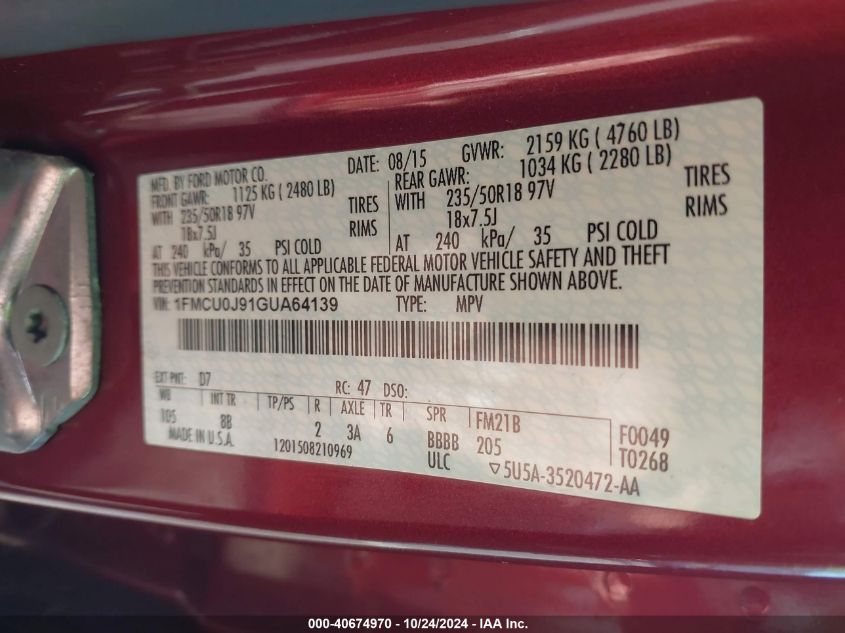 MFD. BY FORD MOTOR CO. DATE: 08/15 GVWR: 2159 KG ( 4760 LB)
FRONT GAWR: 1125 KG ( 2480 LB) REAR GAWR: 1034 KG ( 2280 LB)
WITH 235/50R18 97V TIRES WITH 235/50R18 97V TIRES
18x7.5J RIMS 18x7.5J RIMS
AT 240 kPa/ 35 PSI COLD AT 240 kPa/ 35 PSI COLD
THIS VEHICLE CONFORMS TO ALL APPLICABLE FEDERAL MOTOR VEHICLE SAFETY AND THEFT
PREVENTION STANDARDS IN EFFECT ON THE DATE OF MANUFACTURE SHOWN ABOVE.
VIN: 1FMCU0J91GUA64139 TYPE: MPV
EXT PNT: D7 RC: 47 DSO:
WB INT TR TP/PS R AXLE TR SPR FM21B F0049
105 8B 2 3A 6 BBBB 205 T0268
MADE IN U.S.A. 1201508210969 ULC ▽5U5A-3520472-AA
000-40674970 - 10/24/2024 - IAA Inc.